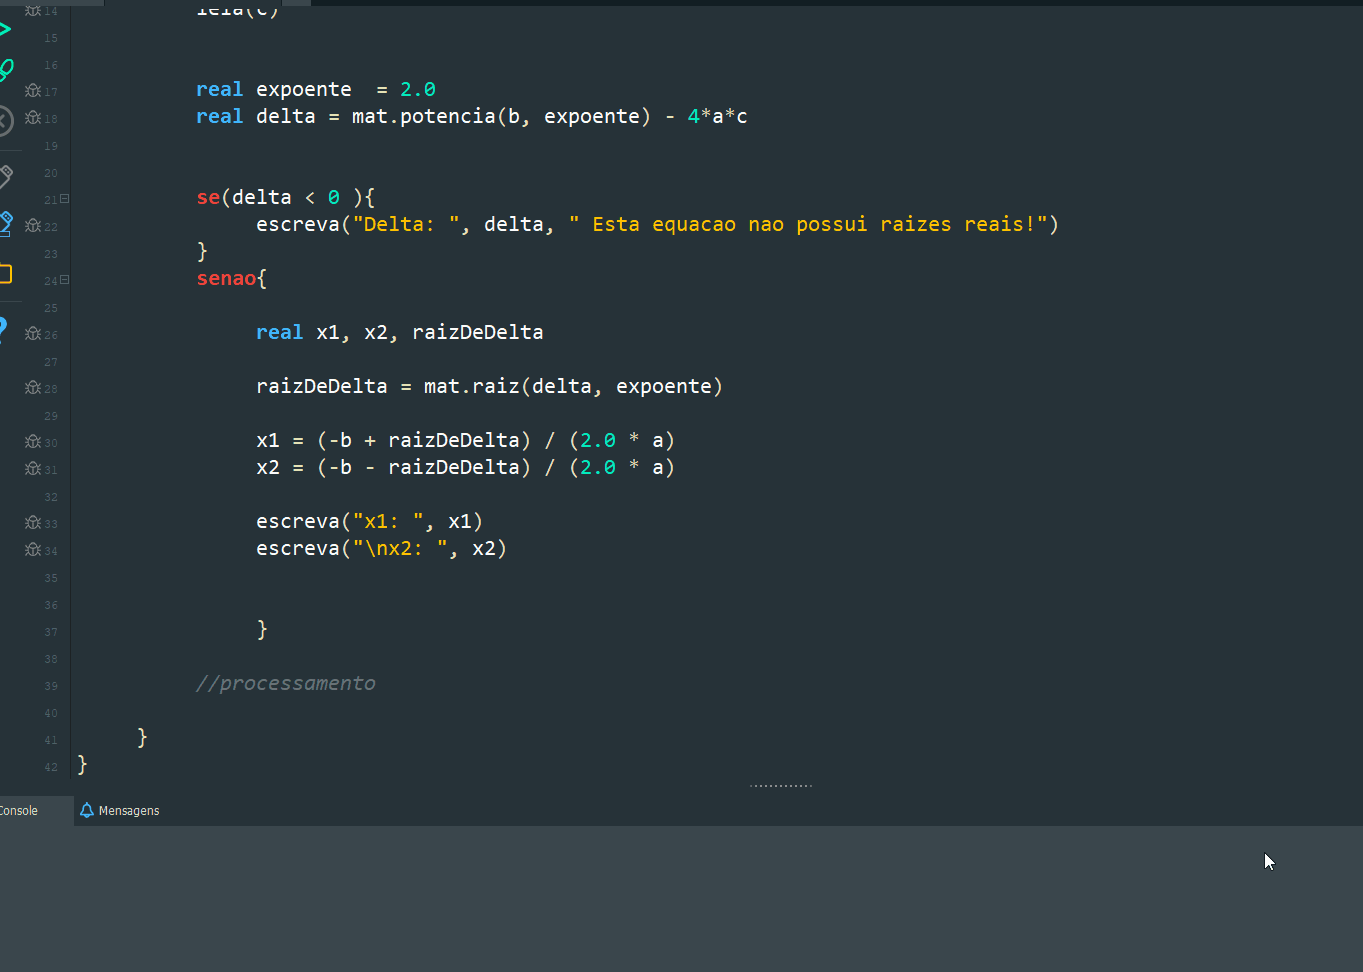 14 leia(c)
15
16
17 real expoente = 2.0
18 real delta = mat.potencia(b, expoente) - 4*a*c
19
20
21 se(delta < 0 ){
22 escreva("Delta: ", delta, " Esta equacao nao possui raizes reais!")
23 }
24 senao{
25
26 real x1, x2, raizDeDelta
27
28 raizDeDelta = mat.raiz(delta, expoente)
29
30 x1 = (-b + raizDeDelta) / (2.0 * a)
31 x2 = (-b - raizDeDelta) / (2.0 * a)
32
33 escreva("x1: ", x1)
34 escreva("\nx2: ", x2)
35
36
37 }
38
39 //processamento
40
41 }
42 }
Console Mensagens